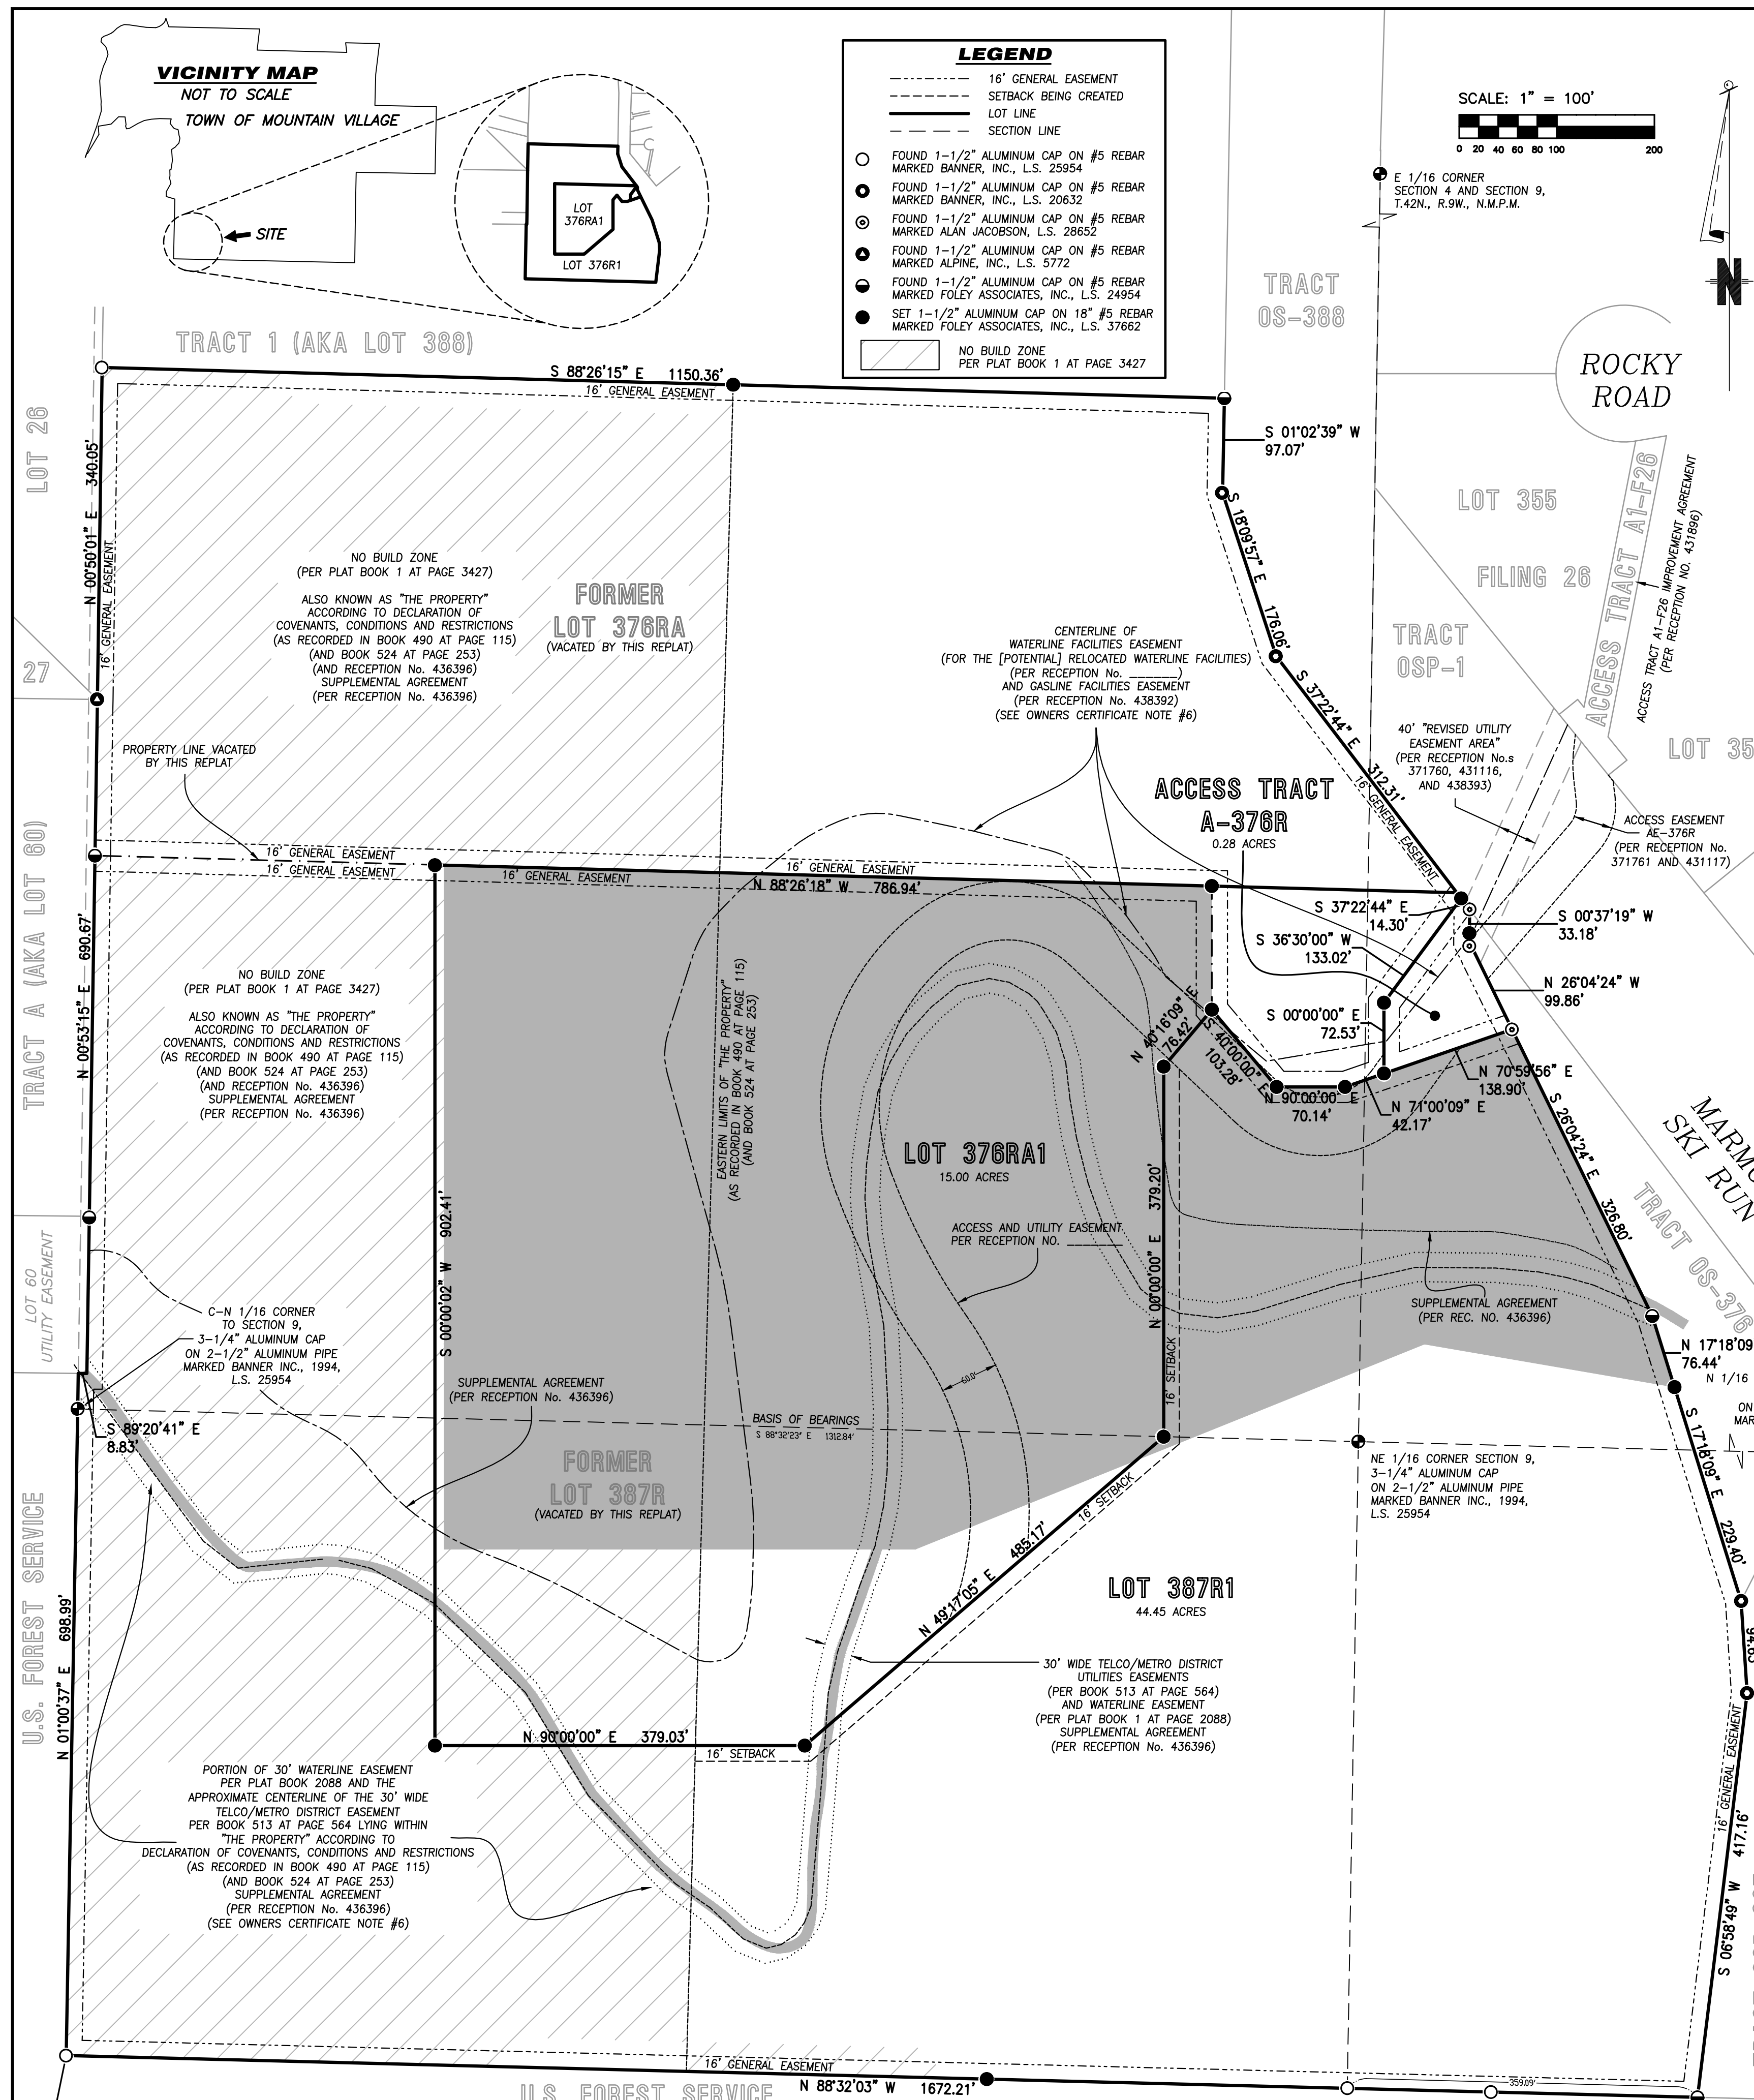 VICINITY MAP
NOT TO SCALE
TOWN OF MOUNTAIN VILLAGE
SITE
LOT
376RA1
LOT 376R1
LEGEND
16' GENERAL EASEMENT
SETBACK BEING CREATED
LOT LINE
SECTION LINE
FOUND 1-1/2" ALUMINUM CAP ON #5 REBAR
MARKED BANNER, INC., L.S. 25954
FOUND 1-1/2" ALUMINUM CAP ON #5 REBAR
MARKED BANNER, INC., L.S. 20632
FOUND 1-1/2" ALUMINUM CAP ON #5 REBAR
MARKED ALAN JACOBSON, L.S. 28652
FOUND 1-1/2" ALUMINUM CAP ON #5 REBAR
MARKED ALPINE, INC., L.S. 5772
FOUND 1-1/2" ALUMINUM CAP ON #5 REBAR
MARKED FOLEY ASSOCIATES, INC., L.S. 24954
SET 1-1/2" ALUMINUM CAP ON 18" #5 REBAR
MARKED FOLEY ASSOCIATES, INC., L.S. 37662
NO BUILD ZONE
PER PLAT BOOK 1 AT PAGE 3427
SCALE: 1" = 100'
0 20 40 60 80 100 200
E 1/16 CORNER
SECTION 4 AND SECTION 9,
T.42N., R.9W., N.M.P.M.
N
TRACT
OS-388
ROCKY
ROAD
TRACT 1 (AKA LOT 388)
S 88°26'15" E 1150.36'
16' GENERAL EASEMENT
LOT 26
N 00°50'01" E 340.05'
16' GENERAL EASEMENT
S 01°02'39" W
97.07'
S 18°09'57" E 176.06'
LOT 355
FILING 26
ACCESS TRACT A1-F26
ACCESS TRACT A1-F26 IMPROVEMENT AGREEMENT
(PER RECEPTION NO. 431896)
NO BUILD ZONE
(PER PLAT BOOK 1 AT PAGE 3427)
ALSO KNOWN AS "THE PROPERTY"
ACCORDING TO DECLARATION OF
COVENANTS, CONDITIONS AND RESTRICTIONS
(AS RECORDED IN BOOK 490 AT PAGE 115)
(AND BOOK 524 AT PAGE 253)
(AND RECEPTION No. 436396)
SUPPLEMENTAL AGREEMENT
(PER RECEPTION No. 436396)
FORMER
LOT 376RA
(VACATED BY THIS REPLAT)
CENTERLINE OF
WATERLINE FACILITIES EASEMENT
(FOR THE [POTENTIAL] RELOCATED WATERLINE FACILITIES)
(PER RECEPTION No. ______)
AND GASLINE FACILITIES EASEMENT
(PER RECEPTION No. 438392)
(SEE OWNERS CERTIFICATE NOTE #6)
TRACT
OSP-1
27
S 37°22'44" E 312.31'
16' GENERAL EASEMENT
40' "REVISED UTILITY
EASEMENT AREA"
(PER RECEPTION No.s
371760, 431116,
AND 438393)
LOT 35
PROPERTY LINE VACATED
BY THIS REPLAT
ACCESS TRACT
A-376R
0.28 ACRES
ACCESS EASEMENT
AE-376R
(PER RECEPTION No.
371761 AND 431117)
16' GENERAL EASEMENT
16' GENERAL EASEMENT
16' GENERAL EASEMENT
16' GENERAL EASEMENT
N 88°26'18" W 786.94'
TRACT A (AKA LOT 60)
N 00°53'15" E 690.67'
S 37°22'44" E
14.30'
S 00°37'19" W
33.18'
S 36°30'00" W
133.02'
N 26°04'24" W
99.86'
NO BUILD ZONE
(PER PLAT BOOK 1 AT PAGE 3427)
ALSO KNOWN AS "THE PROPERTY"
ACCORDING TO DECLARATION OF
COVENANTS, CONDITIONS AND RESTRICTIONS
(AS RECORDED IN BOOK 490 AT PAGE 115)
(AND BOOK 524 AT PAGE 253)
(AND RECEPTION No. 436396)
SUPPLEMENTAL AGREEMENT
(PER RECEPTION No. 436396)
EASTERN LIMITS OF "THE PROPERTY"
(AS RECORDED IN BOOK 490 AT PAGE 115)
(AND BOOK 524 AT PAGE 253)
N 40°16'09" E
76.42'
S 40°00'00" E
103.28'
S 00°00'00" E
72.53'
N 90°00'00 E
70.14'
N 71°00'09" E
42.17'
N 70°59'56" E
138.90'
S 26°04'24" E 326.80'
MARMO
SKI RUN
TRACT OS-376
LOT 376RA1
15.00 ACRES
ACCESS AND UTILITY EASEMENT
PER RECEPTION NO. ________
N 00°00'00" E 379.20'
16' SETBACK
S 00°00'02" W 902.41'
LOT 60
UTILITY EASEMENT
C-N 1/16 CORNER
TO SECTION 9,
3-1/4" ALUMINUM CAP
ON 2-1/2" ALUMINUM PIPE
MARKED BANNER INC., 1994,
L.S. 25954
SUPPLEMENTAL AGREEMENT
(PER REC. NO. 436396)
N 17°18'09
76.44'
N 1/16
ON
MAR
SUPPLEMENTAL AGREEMENT
(PER RECEPTION No. 436396)
60.0'
S 89°20'41" E
8.83'
BASIS OF BEARINGS
S 88°32'23" E 1312.84'
FORMER
LOT 387R
(VACATED BY THIS REPLAT)
NE 1/16 CORNER SECTION 9,
3-1/4" ALUMINUM CAP
ON 2-1/2" ALUMINUM PIPE
MARKED BANNER INC., 1994,
L.S. 25954
S 17°18'09" E 229.40'
U.S. FOREST SERVICE
N 01°00'37" E 698.99'
N 49°17'05" E 485.17'
16' SETBACK
LOT 387R1
44.45 ACRES
30' WIDE TELCO/METRO DISTRICT
UTILITIES EASEMENTS
(PER BOOK 513 AT PAGE 564)
AND WATERLINE EASEMENT
(PER PLAT BOOK 1 AT PAGE 2088)
SUPPLEMENTAL AGREEMENT
(PER RECEPTION No. 436396)
N 90°00'00" E 379.03'
16' SETBACK
PORTION OF 30' WATERLINE EASEMENT
PER PLAT BOOK 2088 AND THE
APPROXIMATE CENTERLINE OF THE 30' WIDE
TELCO/METRO DISTRICT EASEMENT
PER BOOK 513 AT PAGE 564 LYING WITHIN
"THE PROPERTY" ACCORDING TO
DECLARATION OF COVENANTS, CONDITIONS AND RESTRICTIONS
(AS RECORDED IN BOOK 490 AT PAGE 115)
(AND BOOK 524 AT PAGE 253)
SUPPLEMENTAL AGREEMENT
(PER RECEPTION No. 436396)
(SEE OWNERS CERTIFICATE NOTE #6)
16' GENERAL EASEMENT
S 06°58'49" W 417.16'
16' GENERAL EASEMENT
U.S. FOREST SERVICE
N 88°32'03" W 1672.21'
359.09'